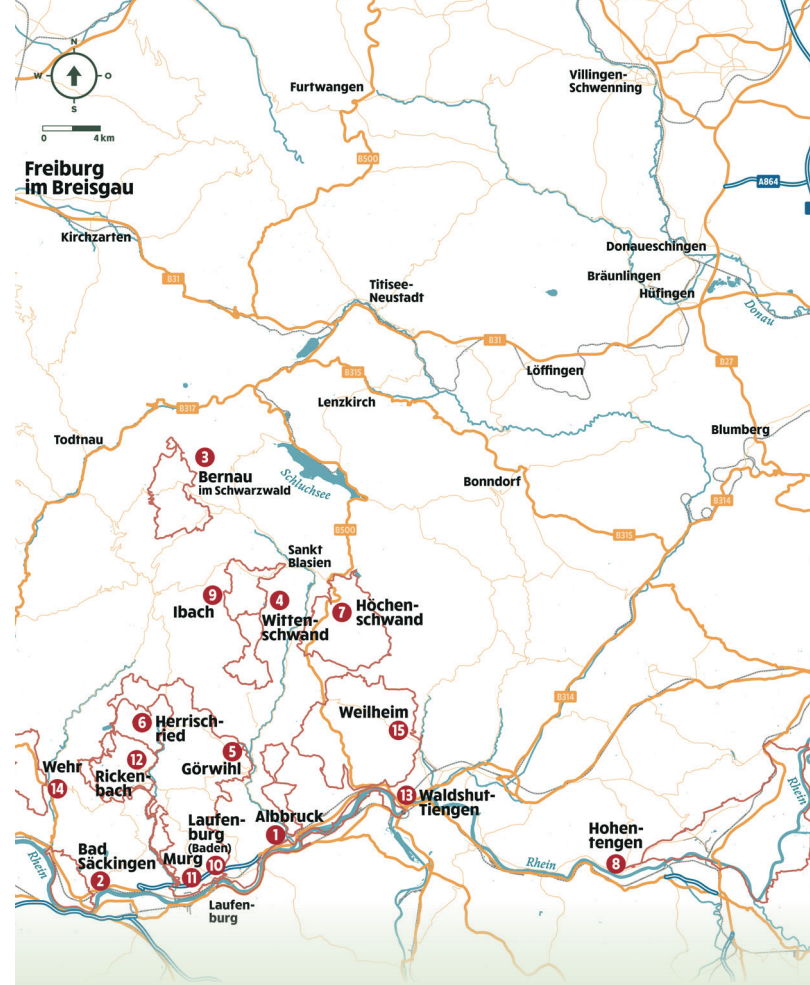 N
W
O
S
0
4 km
Furtwangen
Villingen-
Schwenning
B500
A864
Freiburg
im Breisgau
Kirchzarten
Donaueschingen
Bräunlingen
Hüfingen
Donau
B31
Titisee-
Neustadt
B31
B27
B315
Löffingen
Lenzkirch
B317
Todtnau
Blumberg
3
Bernau
im Schwarzwald
Schluchsee
Bonndorf
B314
B500
B315
Sankt
Blasien
9
Ibach
4
Witten-
schwand
7
Höchen-
schwand
B314
6
Herrisch-
ried
Weilheim
15
5
Görwihl
12
Ricken-
bach
Wehr
14
13
Waldshut-
Tiengen
Rhein
Laufen-
burg
(Baden)
10
Albbruck
1
Hohen-
tengen
8
Rhein
Rhein
Bad
Säckingen
2
Murg
11
Laufen-
burg